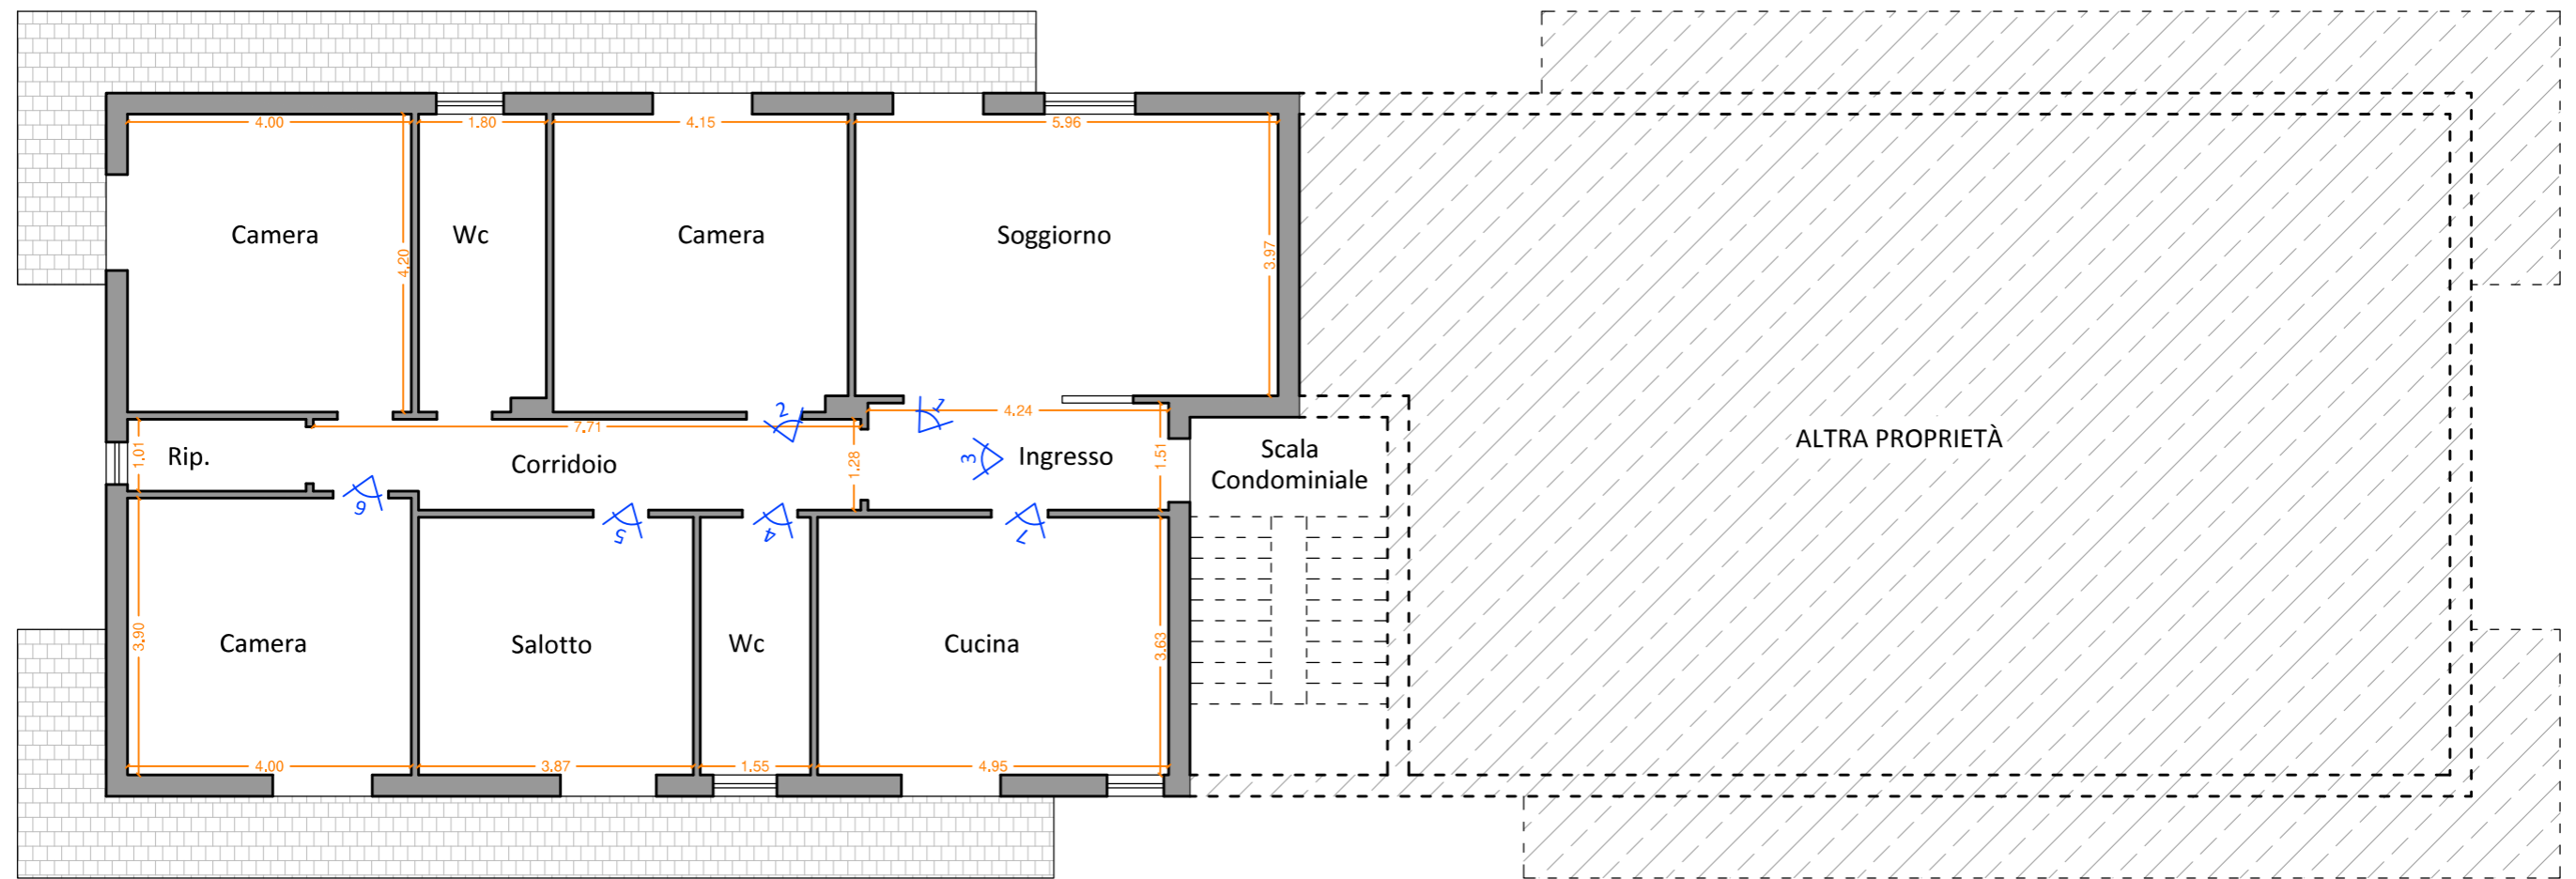 4.00
1.80
4.15
5.96
Camera
Wc
Camera
Soggiorno
4.20
3.97
2
1
4.24
7.71
Rip.
1.01
Corridoio
1.28
3
Ingresso
1.51
Scala
Condominiale
ALTRA PROPRIETÀ
6
5
4
7
3.90
Camera
Salotto
Wc
Cucina
3.63
4.00
3.87
1.55
4.95